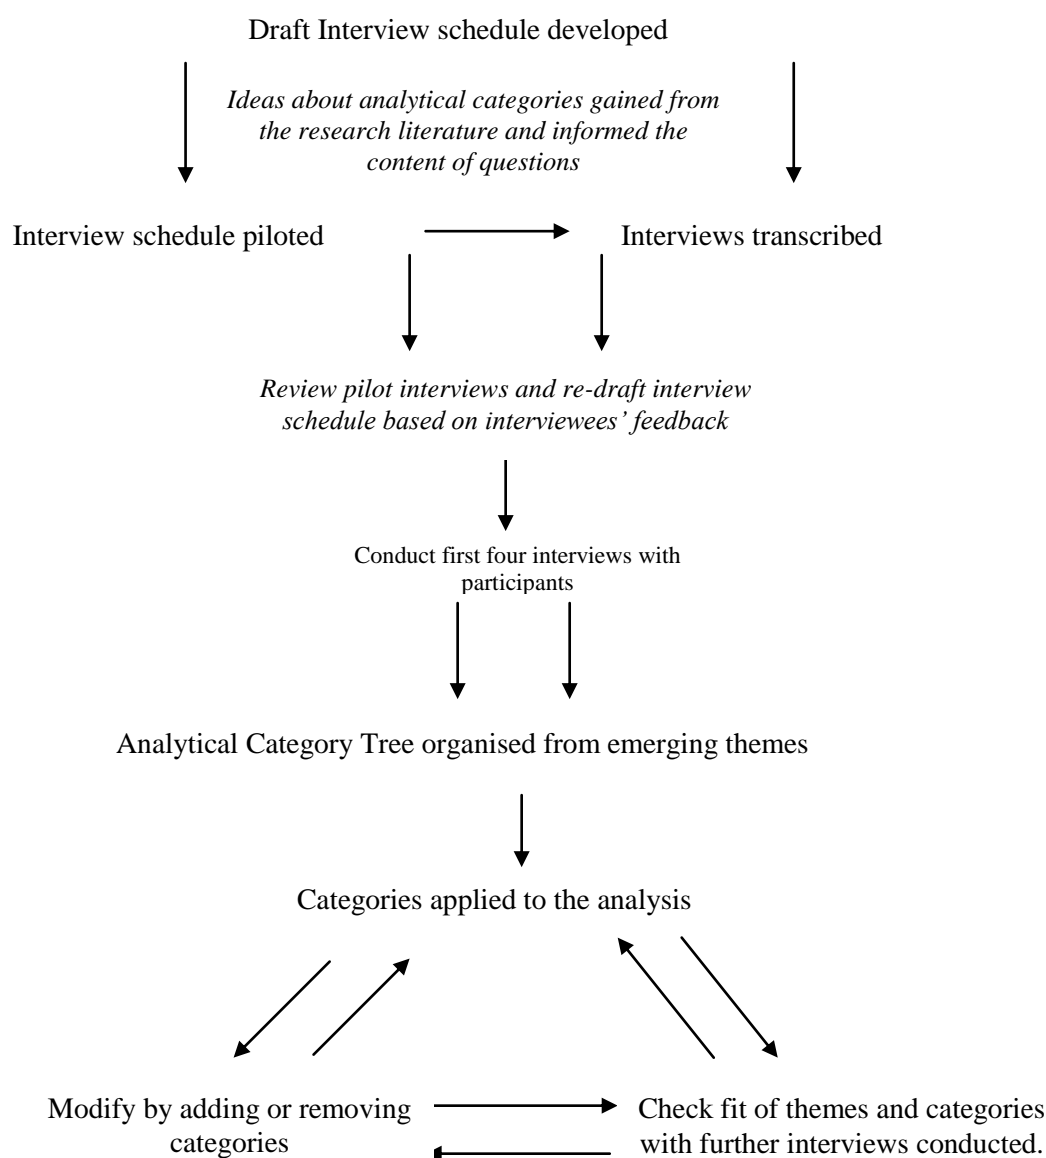 Draft Interview schedule developed
Ideas about analytical categories gained from
the research literature and informed the
content of questions
Interview schedule piloted
Interviews transcribed
Review pilot interviews and re-draft interview
schedule based on interviewees’ feedback
Conduct first four interviews with
participants
Analytical Category Tree organised from emerging themes
Categories applied to the analysis
Modify by adding or removing
categories
Check fit of themes and categories
with further interviews conducted.